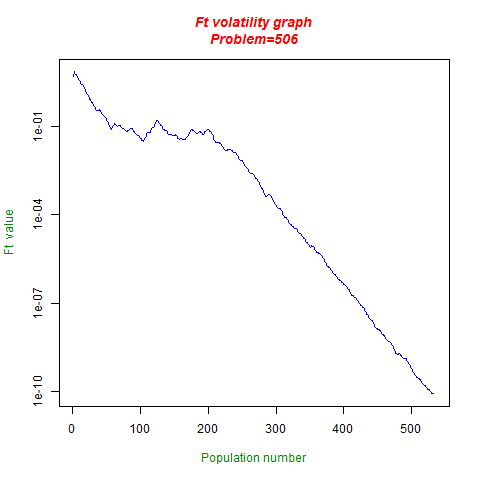 Ft volatility graph
Problem=506
1e-01
1e-04
1e-07
1e-10
Ft value
0 100 200 300 400 500
Population number